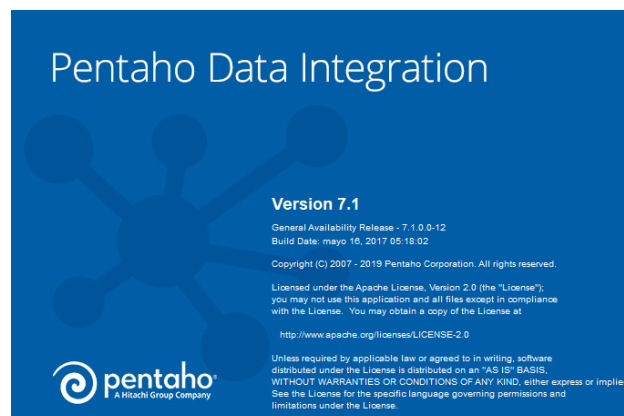 Pentaho Data Integration
Version 7.1
General Availability Release - 7.1.0.0-12
Build Date: mayo 16, 2017 05:18:02
Copyright (C) 2007 - 2019 Pentaho Corporation. All rights reserved.
Licensed under the Apache License, Version 2.0 (the "License");
you may not use this application and all files except in compliance
with the License. You may obtain a copy of the License at
http://www.apache.org/licenses/LICENSE-2.0
Unless required by applicable law or agreed to in writing, software
distributed under the License is distributed on an "AS IS" BASIS,
WITHOUT WARRANTIES OR CONDITIONS OF ANY KIND, either express or implie
See the License for the specific language governing permissions and
limitations under the License.
pentaho
A Hitachi Group Company